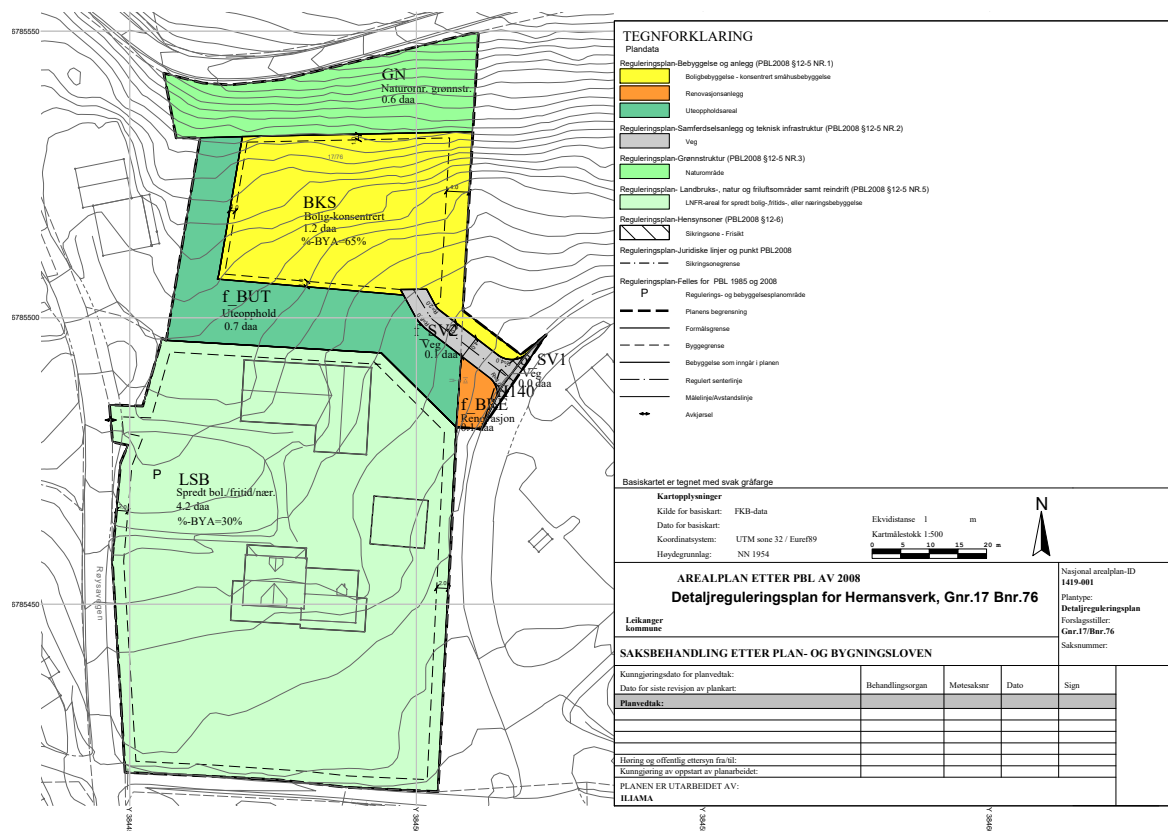 6785550
GN
Naturomr. grønnstr.
0.6 daa
17/76
BKS
Bolig-konsentrert
1.2 daa
%-BYA=65%
f_BUT
Uteopphold
0.7 daa
6785500
f_SV2
Veg
0.1 daa
_SV1
Veg
0.0 daa
H140
f_BRE
Renovasjon
0.1 daa
P
LSB
Spredt bol./fritid/nær.
4.2 daa
%-BYA=30%
Røysavegen
6785450
TEGNFORKLARING
Plandata
Reguleringsplan-Bebyggelse og anlegg (PBL2008 §12-5 NR.1)
Boligbebyggelse - konsentrert småhusbebyggelse
Renovasjonsanlegg
Uteoppholdsareal
Reguleringsplan-Samferdselsanlegg og teknisk infrastruktur (PBL2008 §12-5 NR.2)
Veg
Reguleringsplan-Grønnstruktur (PBL2008 §12-5 NR.3)
Naturområde
Reguleringsplan- Landbruks-, natur og friluftsområder samt reindrift (PBL2008 §12-5 NR.5)
LNFR-areal for spredt bolig-,fritids-, eller næringsbebyggelse
Reguleringsplan-Hensynsoner (PBL2008 §12-6)
Sikringsone - Frisikt
Reguleringsplan-Juridiske linjer og punkt PBL2008
Sikringsonegrense
Reguleringsplan-Felles for PBL 1985 og 2008
P Regulerings- og bebyggelsesplanområde
Planens begrensning
Formålsgrense
Byggegrense
Bebyggelse som inngår i planen
Regulert senterlinje
Målelinje/Avstandslinje
Avkjørsel
Basiskartet er tegnet med svak gråfarge
Kartopplysninger
Kilde for basiskart: FKB-data
Dato for basiskart:
Koordinatsystem: UTM sone 32 / Euref89
Høydegrunnlag: NN 1954
Ekvidistanse 1 m
Kartmålestokk 1:500
0 5 10 15 20 m
N
AREALPLAN ETTER PBL AV 2008
Detaljreguleringsplan for Hermansverk, Gnr.17 Bnr.76
Leikanger
kommune
Nasjonal arealplan-ID
1419-001
Plantype:
Detaljreguleringsplan
Forslagsstiller:
Gnr.17/Bnr.76
Saksnummer:
SAKSBEHANDLING ETTER PLAN- OG BYGNINGSLOVEN
Kunngjøringsdato for planvedtak:
Dato for siste revisjon av plankart:
Behandlingsorgan Møtesaksnr Dato Sign
Planvedtak:
Høring og offentlig ettersyn fra/til:
Kunngjøring av oppstart av planarbeidet:
PLANEN ER UTARBEIDET AV:
ILIAMA